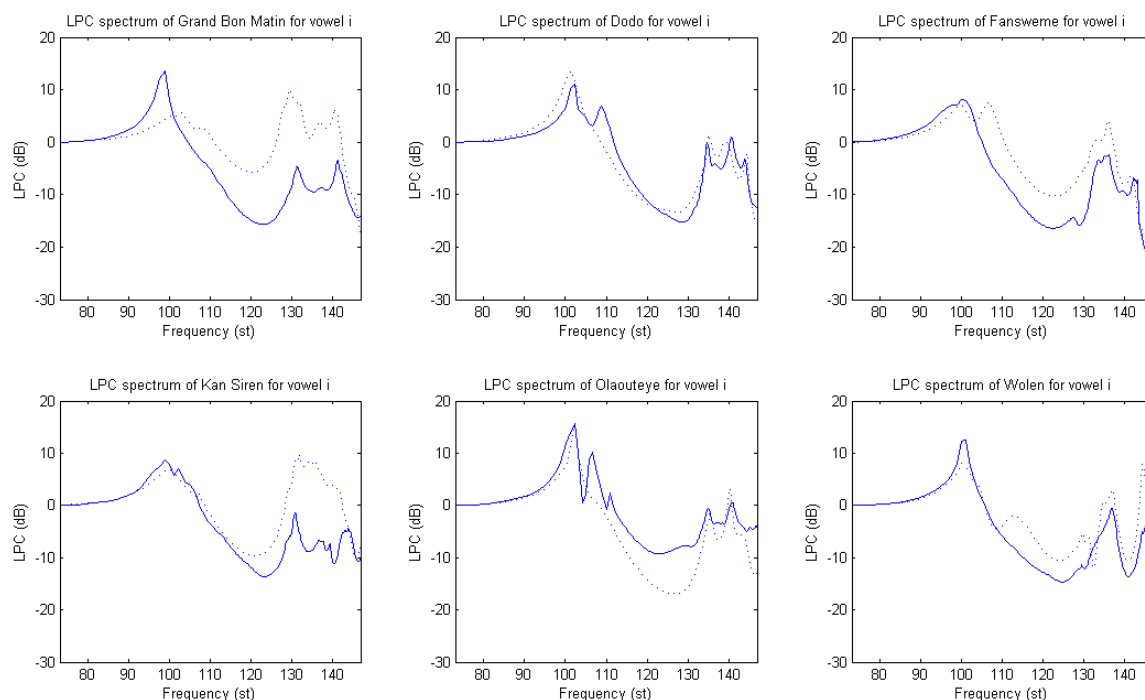 LPC spectrum of Grand Bon Matin for vowel i
20
10
0
-10
-20
-30
LPC (dB)
80 90 100 110 120 130 140
Frequency (st)
LPC spectrum of Dodo for vowel i
20
10
0
-10
-20
-30
LPC (dB)
80 90 100 110 120 130 140
Frequency (st)
LPC spectrum of Fansweme for vowel i
20
10
0
-10
-20
-30
LPC (dB)
80 90 100 110 120 130 140
Frequency (st)
LPC spectrum of Kan Siren for vowel i
20
10
0
-10
-20
-30
LPC (dB)
80 90 100 110 120 130 140
Frequency (st)
LPC spectrum of Olaouteye for vowel i
20
10
0
-10
-20
-30
LPC (dB)
80 90 100 110 120 130 140
Frequency (st)
LPC spectrum of Wolen for vowel i
20
10
0
-10
-20
-30
LPC (dB)
80 90 100 110 120 130 140
Frequency (st)